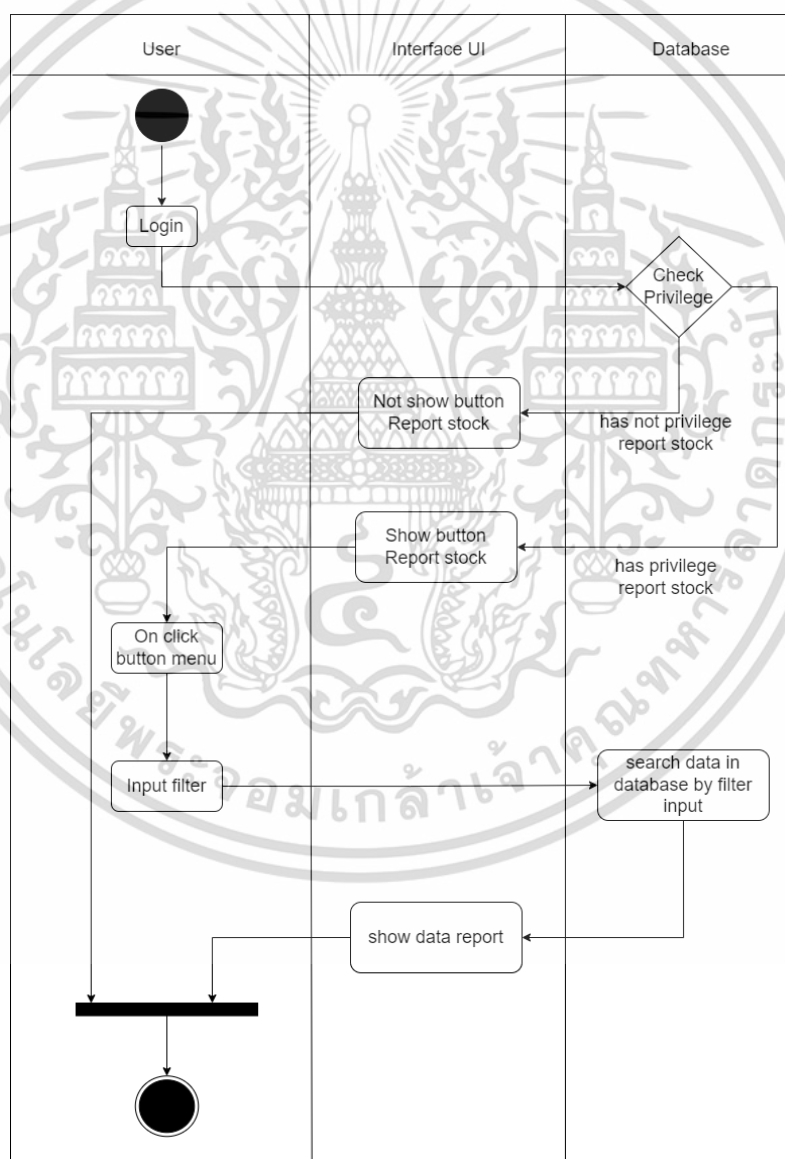 User
Interface UI
Database
Login
Check
Privilege
Not show button
Report stock
has not privilege
report stock
Show button
Report stock
has privilege
report stock
On click
button menu
Input filter
search data in
database by filter
input
show data report